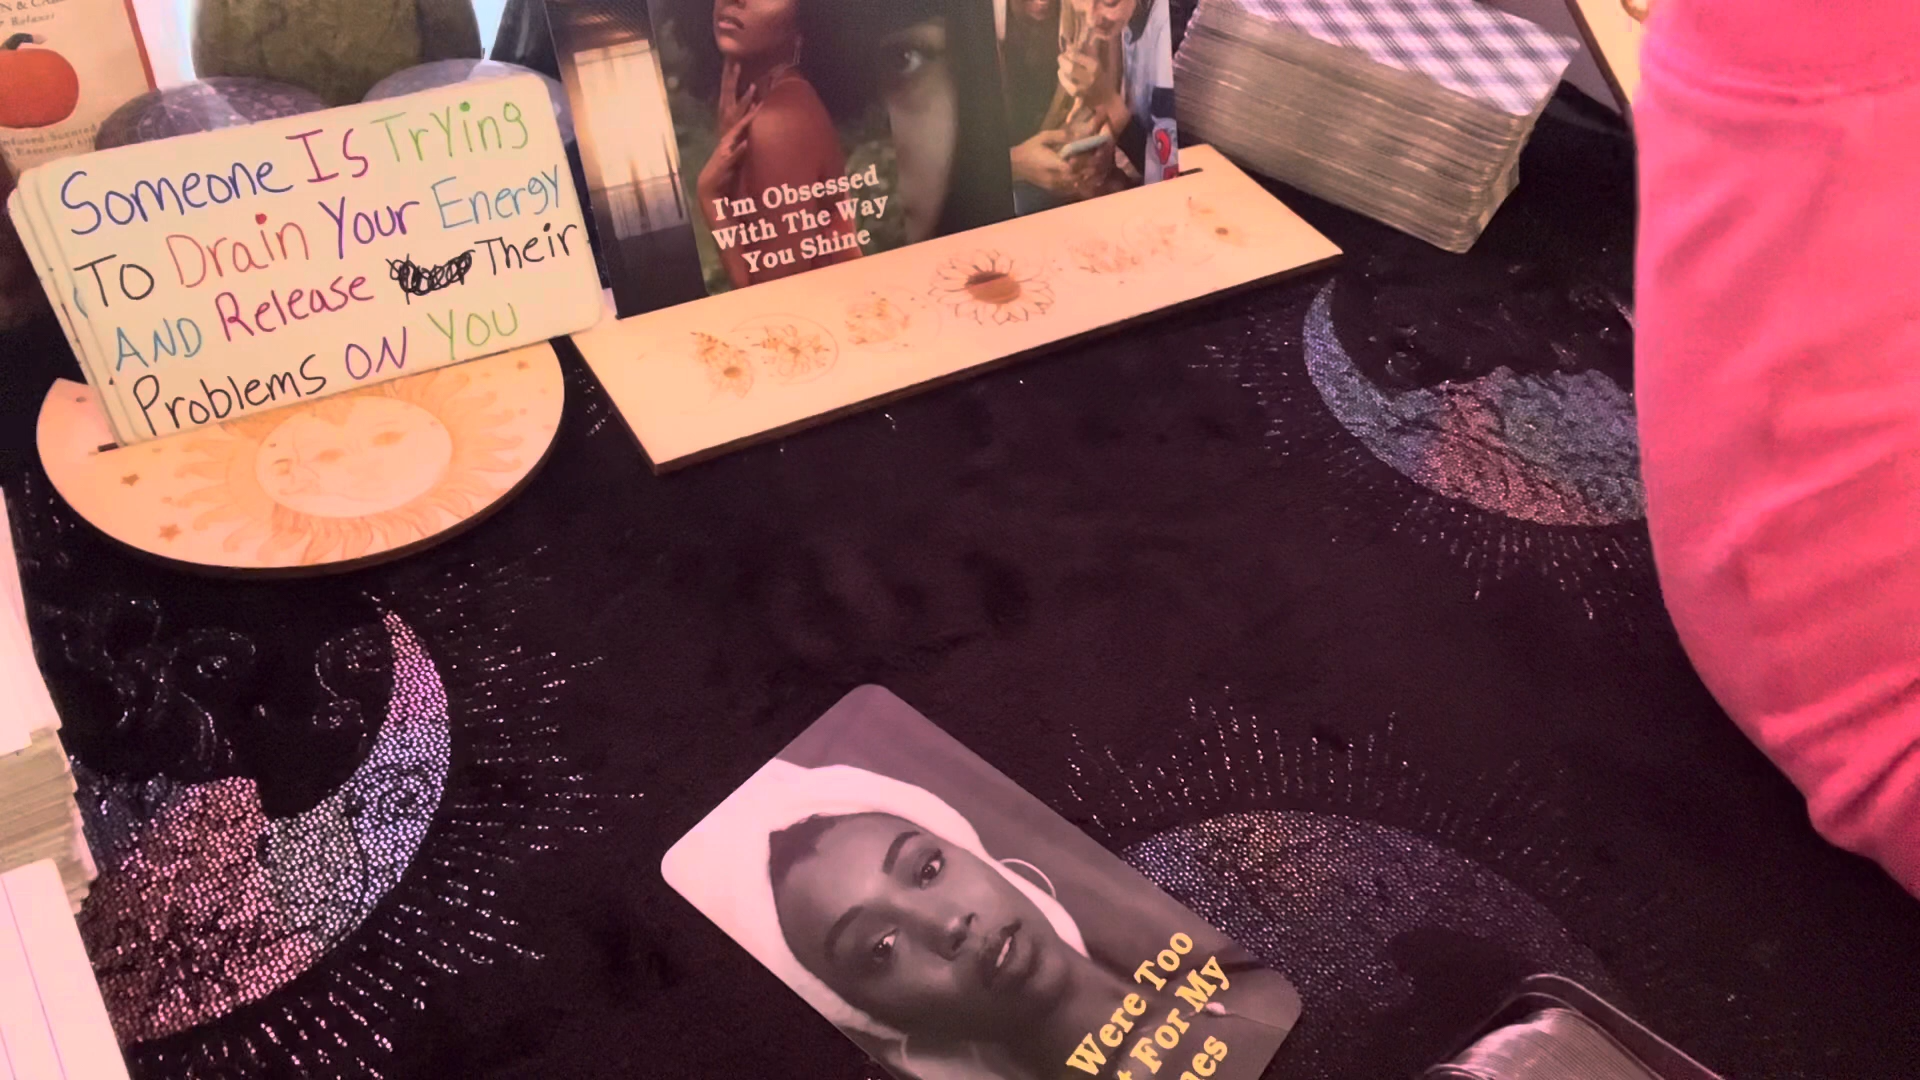 Balance
Someone IS Trying
To Drain Your Energy
AND Release Their
Problems ON YOU
I'm Obsessed
With The Way
You Shine
Were Too
For My